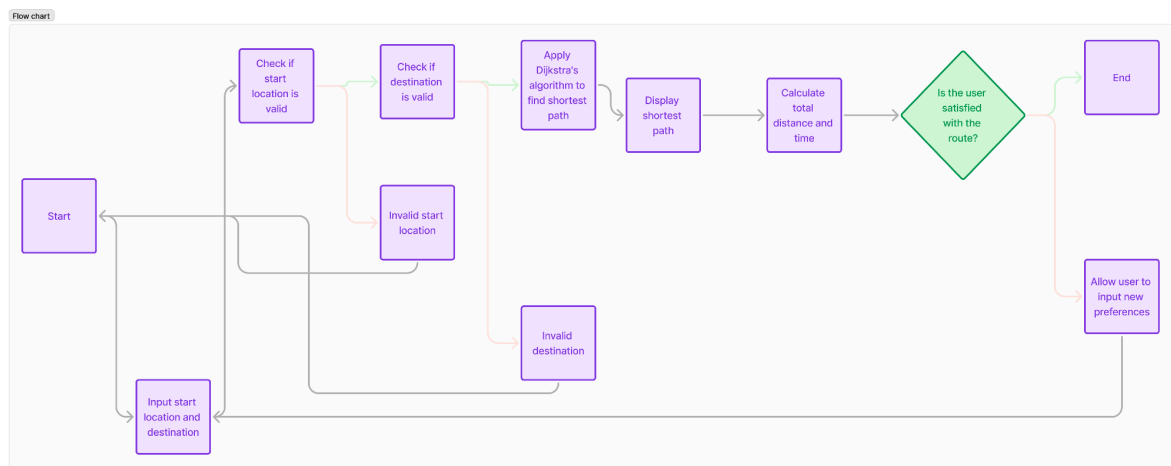 Flow chart
Check if
start
location is
valid
Check if
destination
is valid
Apply
Dijkstra's
algorithm to
find shortest
path
Display
shortest
path
Calculate
total
distance and
time
Is the user
satisfied
with the
route?
End
Start
Invalid start
location
Invalid
destination
Allow user to
input new
preferences
Input start
location and
destination